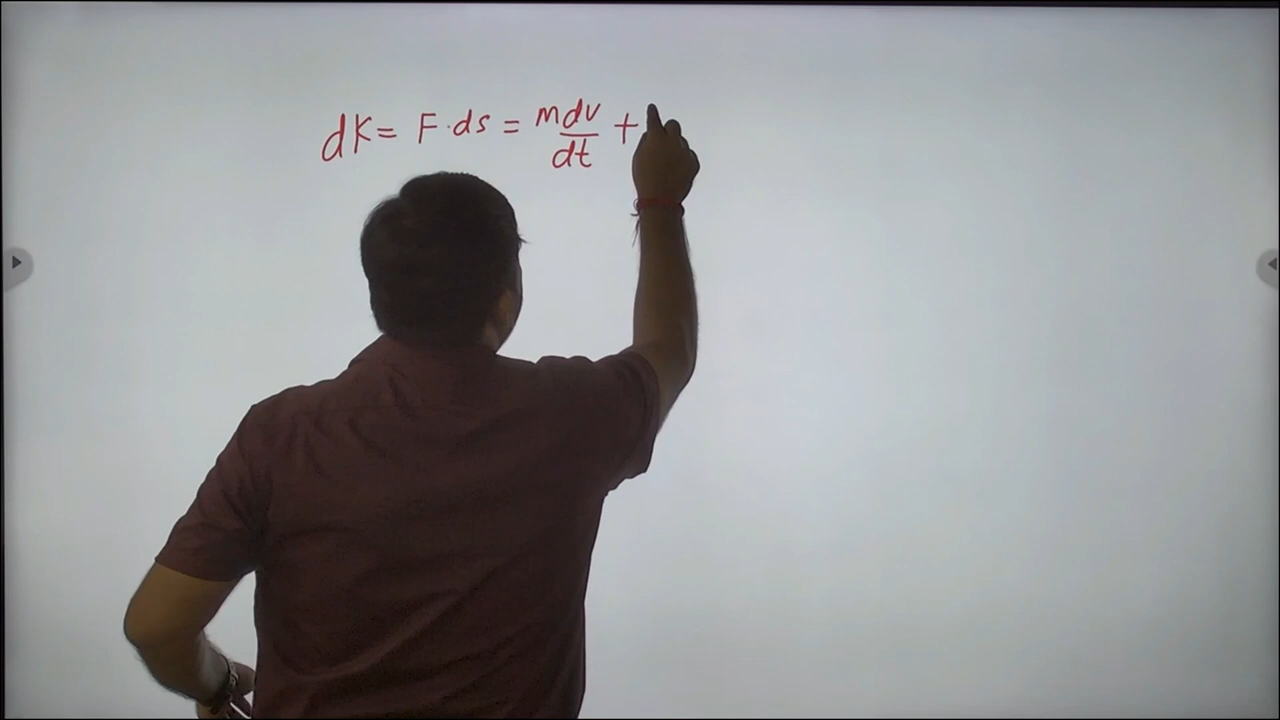 dK = F·ds = mdv/dt +